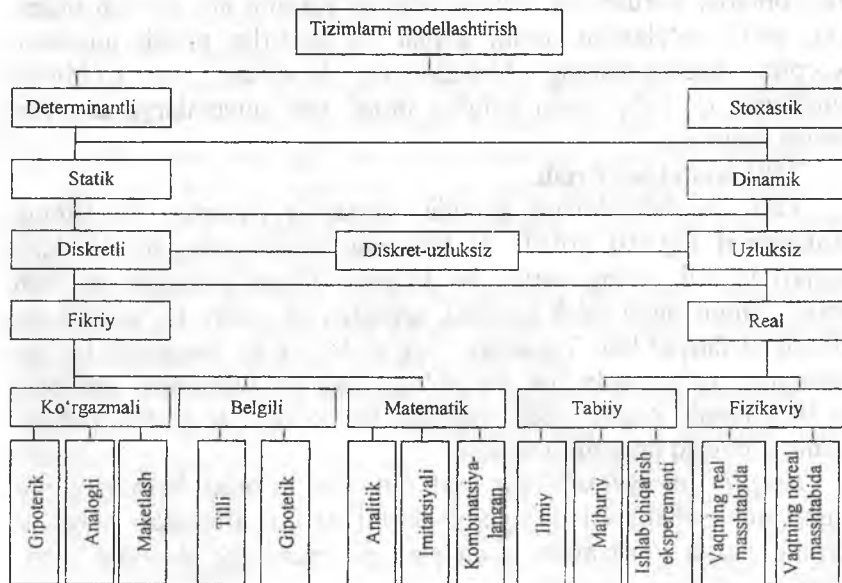 Tizimlarni modellashtirish
Determinantli
Stoxastik
Statik
Dinamik
Diskretli
Diskret-uzluksiz
Uzluksiz
Fikriy
Real
Ko'rgazmali
Belgili
Matematik
Tabiiy
Fizikaviy
Gipoterik
Analogli
Maketlash
Tilli
Gipotetik
Analitik
Imitatsiyali
Kombinatsiya-
langan
Ilmiy
Majburiy
Ishlab chiqarish
eksperementi
Vaqtning real
masshtabida
Vaqtning noreal
masshtabida